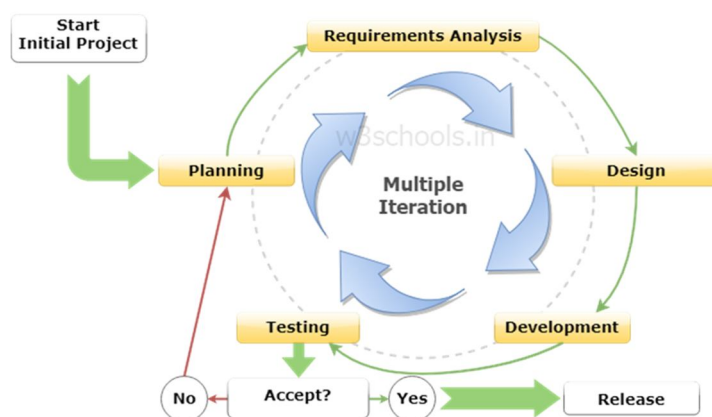 Start
Initial Project
Requirements Analysis
w3schools.in
Planning
Multiple
Iteration
Design
Testing
Development
No
Accept?
Yes
Release